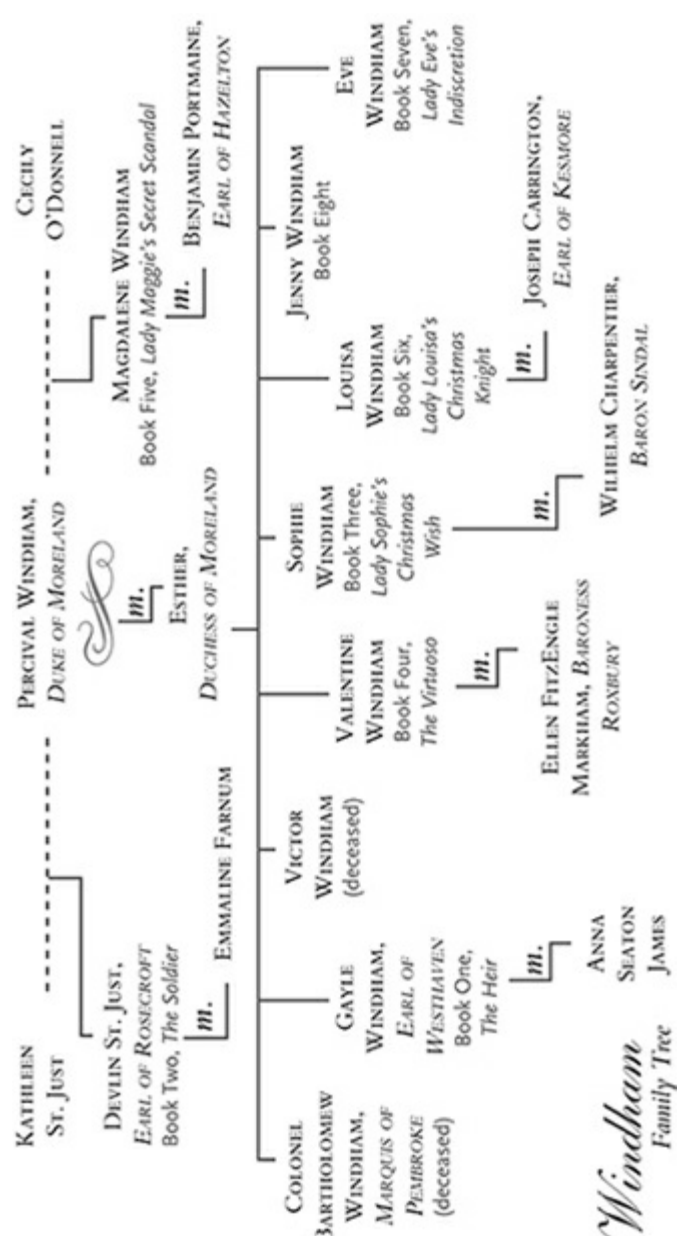 KATHLEEN
ST. JUST
PERCIVAL WINDHAM,
DUKE OF MORELAND
CECILY
O'DONNELL
DEVLIN ST. JUST,
EARL OF ROSECROFT
Book Two, The Soldier
m.
EMMALINE FARNUM
m.
ESTHER,
DUCHESS OF MORELAND
MAGDALENE WINDHAM
Book Five, Lady Maggie's Secret Scandal
m.
BENJAMIN PORTMAINE,
EARL OF HAZELTON
COLONEL
BARTHOLOMEW
WINDHAM,
MARQUIS OF
PEMBROKE
(deceased)
GAYLE
WINDHAM,
EARL OF
WESTHAVEN
Book One,
The Heir
m.
ANNA
SEATON
JAMES
VICTOR
WINDHAM
(deceased)
VALENTINE
WINDHAM
Book Four,
The Virtuoso
m.
ELLEN FITZENGLE
MARKHAM, BARONESS
ROXBURY
SOPHIE
WINDHAM
Book Three,
Lady Sophie's
Christmas
Wish
m.
WILHELM CHARPENTIER,
BARON SINDAL
LOUISA
WINDHAM
Book Six,
Lady Louisa's
Christmas
Knight
m.
JOSEPH CARRINGTON,
EARL OF KESMORE
JENNY WINDHAM
Book Eight
EVE
WINDHAM
Book Seven,
Lady Eve's
Indiscretion
Windham
Family Tree